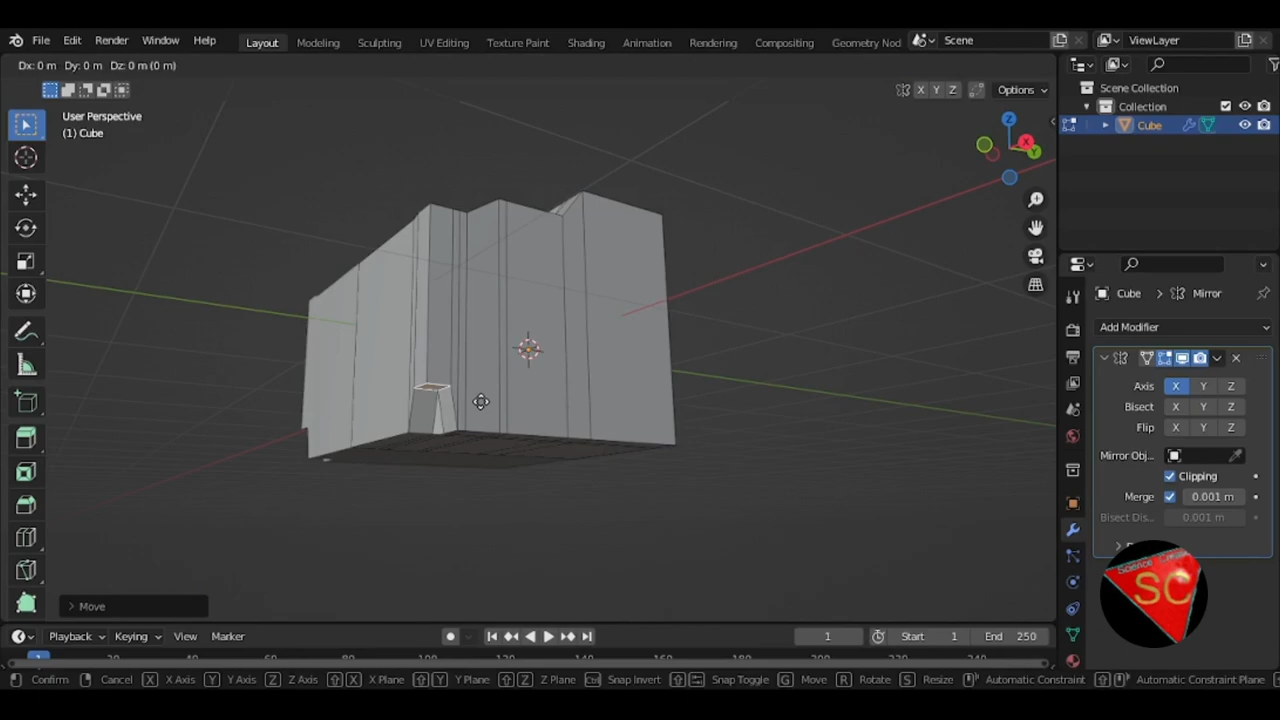 File Edit Render Window Help
Layout Modeling Sculpting UV Editing Texture Paint Shading Animation Rendering Compositing Geometry Nod
Scene
ViewLayer
Dx: 0 m Dy: 0 m Dz: 0 m (0 m)
X Y Z
Options
User Perspective
(1) Cube
Z
X
Y
Scene Collection
Collection
Cube
Cube > Mirror
Add Modifier
Axis X Y Z
Bisect X Y Z
Flip X Y Z
Mirror Obj...
Clipping
Merge 0.001 m
Bisect Dis... 0.001 m
SC
> Move
Playback Keying View Marker
1
Start 1
End 250
Confirm Cancel X X Axis Y Y Axis Z Z Axis X X Plane Y Y Plane Z Z Plane Ctrl Snap Invert Snap Toggle G Move R Rotate S Resize Automatic Constraint Automatic Constraint Plane